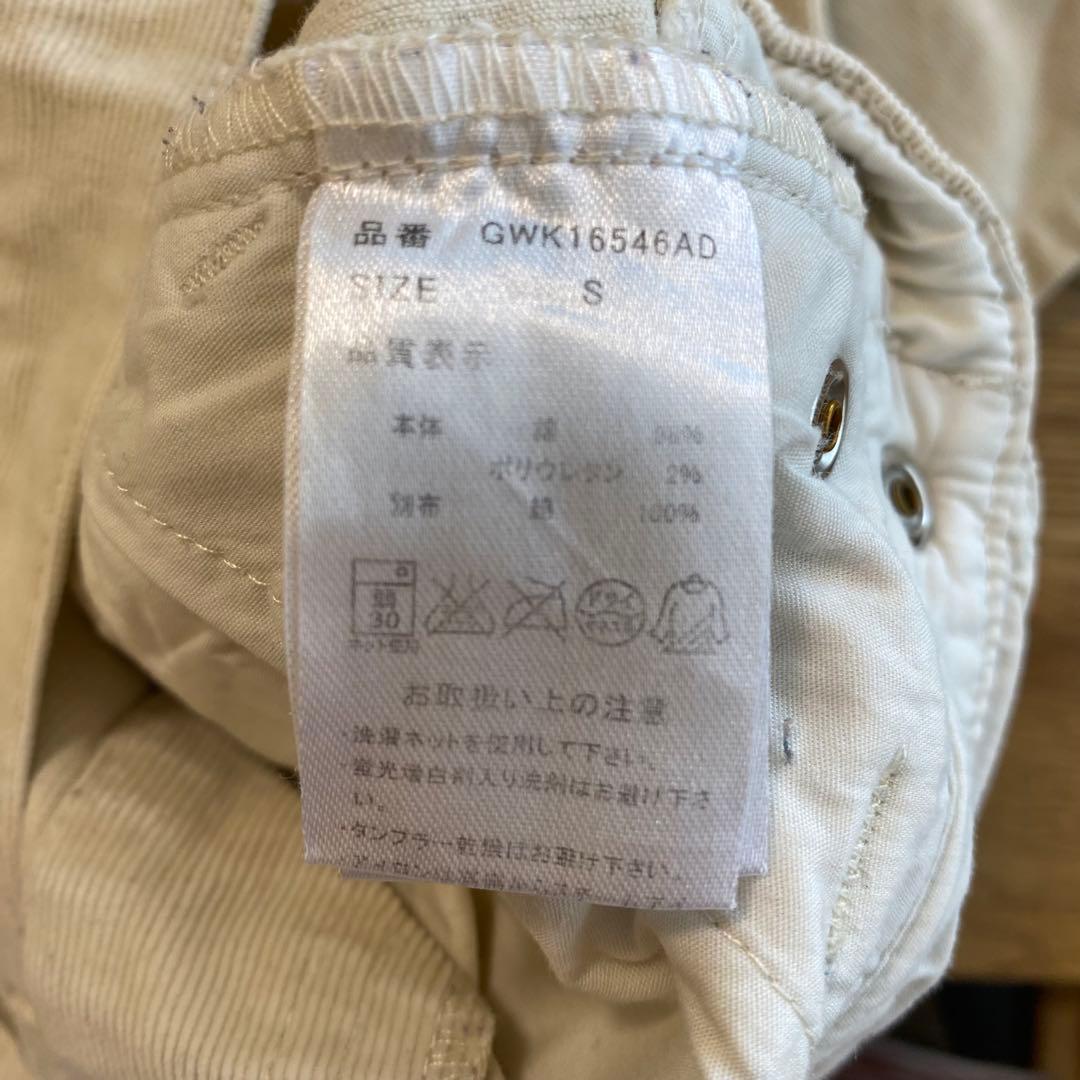 品番 GWK16546AD
SIZE S
品質表示
本体 綿
ポリウレタン 2%
別布 綿 100%
弱
30
ネット使用
お取扱い上の注意
・洗濯ネットを使用して下さい。
・蛍光増白剤入り洗剤はお避け下さ
い。
・タンブラー乾燥はお避け下さい。